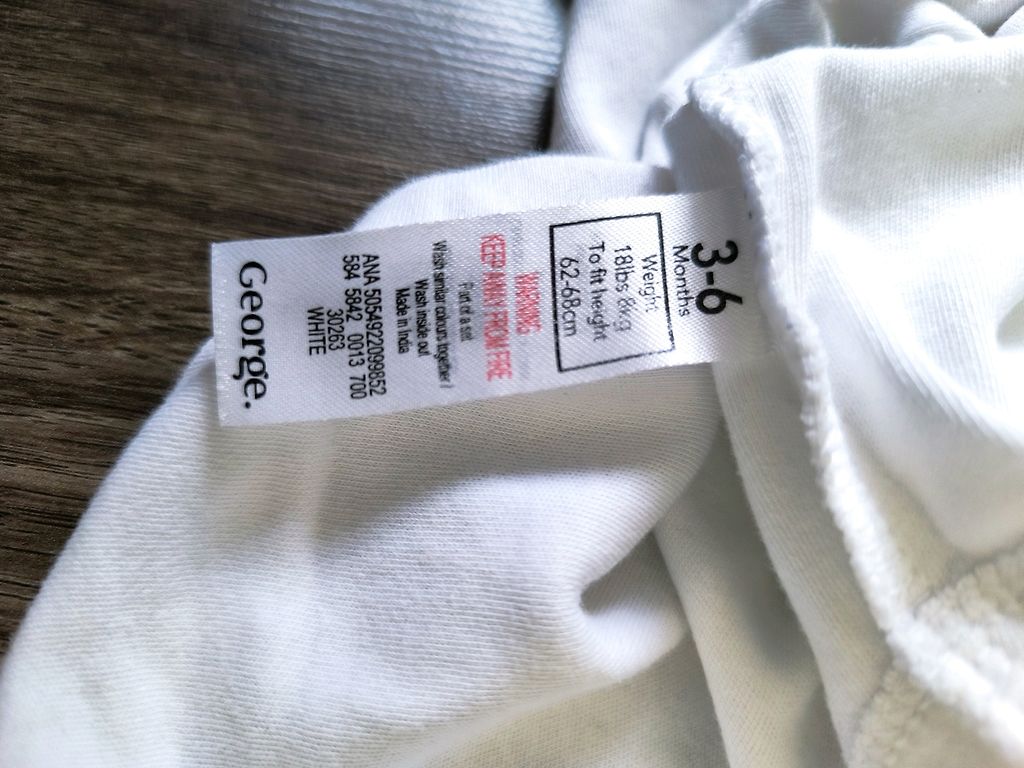 3-6
Months
Weight
18lbs 8kg
To fit height
62-68cm
WARNING
KEEP AWAY FROM FIRE
Part of a set
Wash similar colours together /
Wash inside out
Made in India
ANA 5054922099852
584 5842 0013 700
30263
WHITE
George.